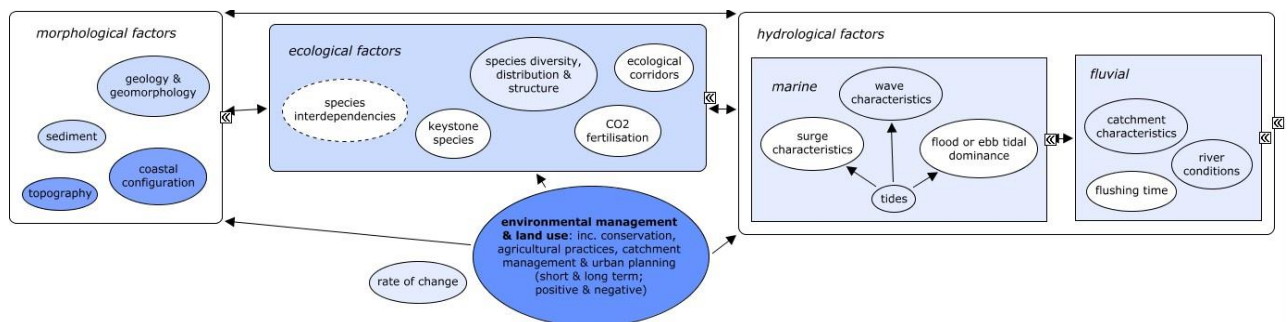 morphological factors
geology &
geomorphology
sediment
coastal
configuration
topography
ecological factors
species diversity,
distribution &
structure
ecological
corridors
species
interdependencies
keystone
species
CO2
fertilisation
hydrological factors
marine
wave
characteristics
surge
characteristics
flood or ebb tidal
dominance
tides
fluvial
catchment
characteristics
river
conditions
flushing time
environmental management
& land use: inc. conservation,
agricultural practices, catchment
management & urban planning
(short & long term;
positive & negative)
rate of change